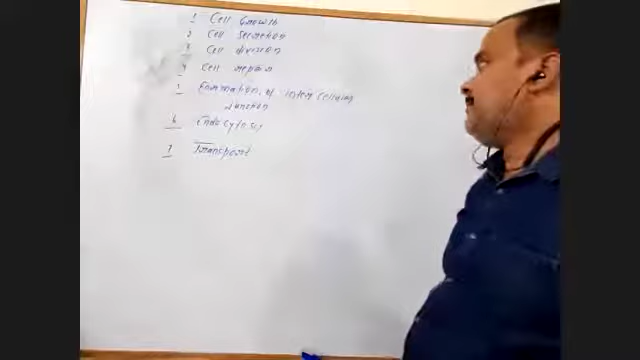 1 Cell Growth
2 Cell Secretion
3 Cell division
4 Cell repair
5 Formation of inter cellular
Junction
6 Endocytosis
7 Transport